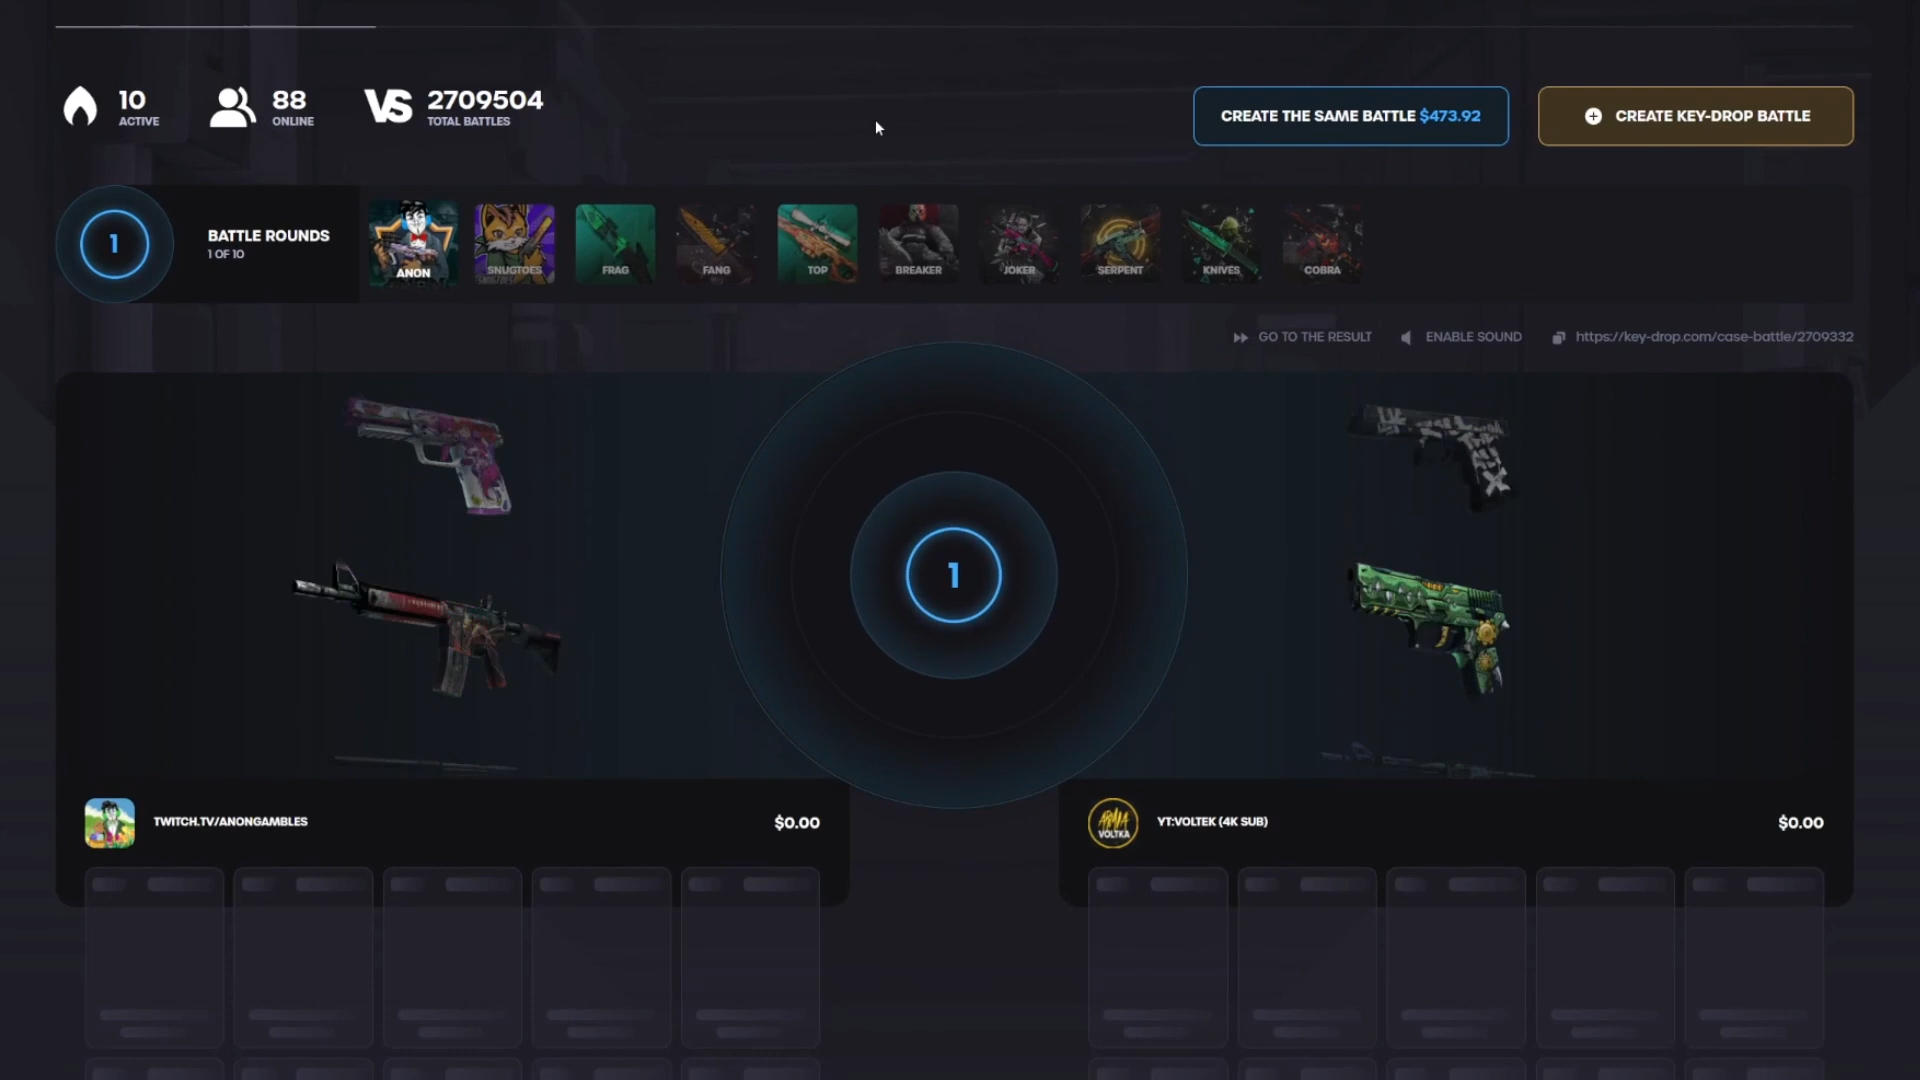 10
ACTIVE
88
ONLINE
VS
2709504
TOTAL BATTLES
CREATE THE SAME BATTLE $473.92
CREATE KEY-DROP BATTLE
1
BATTLE ROUNDS
1 OF 10
ANON
SNUGTOES
FRAG
FANG
TOP
BREAKER
JOKER
SERPENT
KNIVES
COBRA
GO TO THE RESULT
ENABLE SOUND
https://key-drop.com/case-battle/2709332
1
TWITCH.TV/ANONGAMBLES
$0.00
ARMIA
VOLTKA
YT:VOLTEK (4K SUB)
$0.00